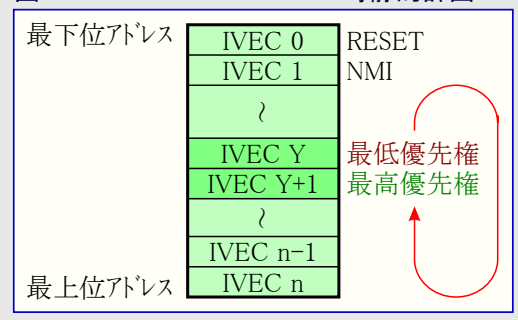 最下位アドレス
IVEC 0 RESET
IVEC 1 NMI
~
IVEC Y 最低優先権
IVEC Y+1 最高優先権
~
IVEC n-1
最上位アドレス IVEC n